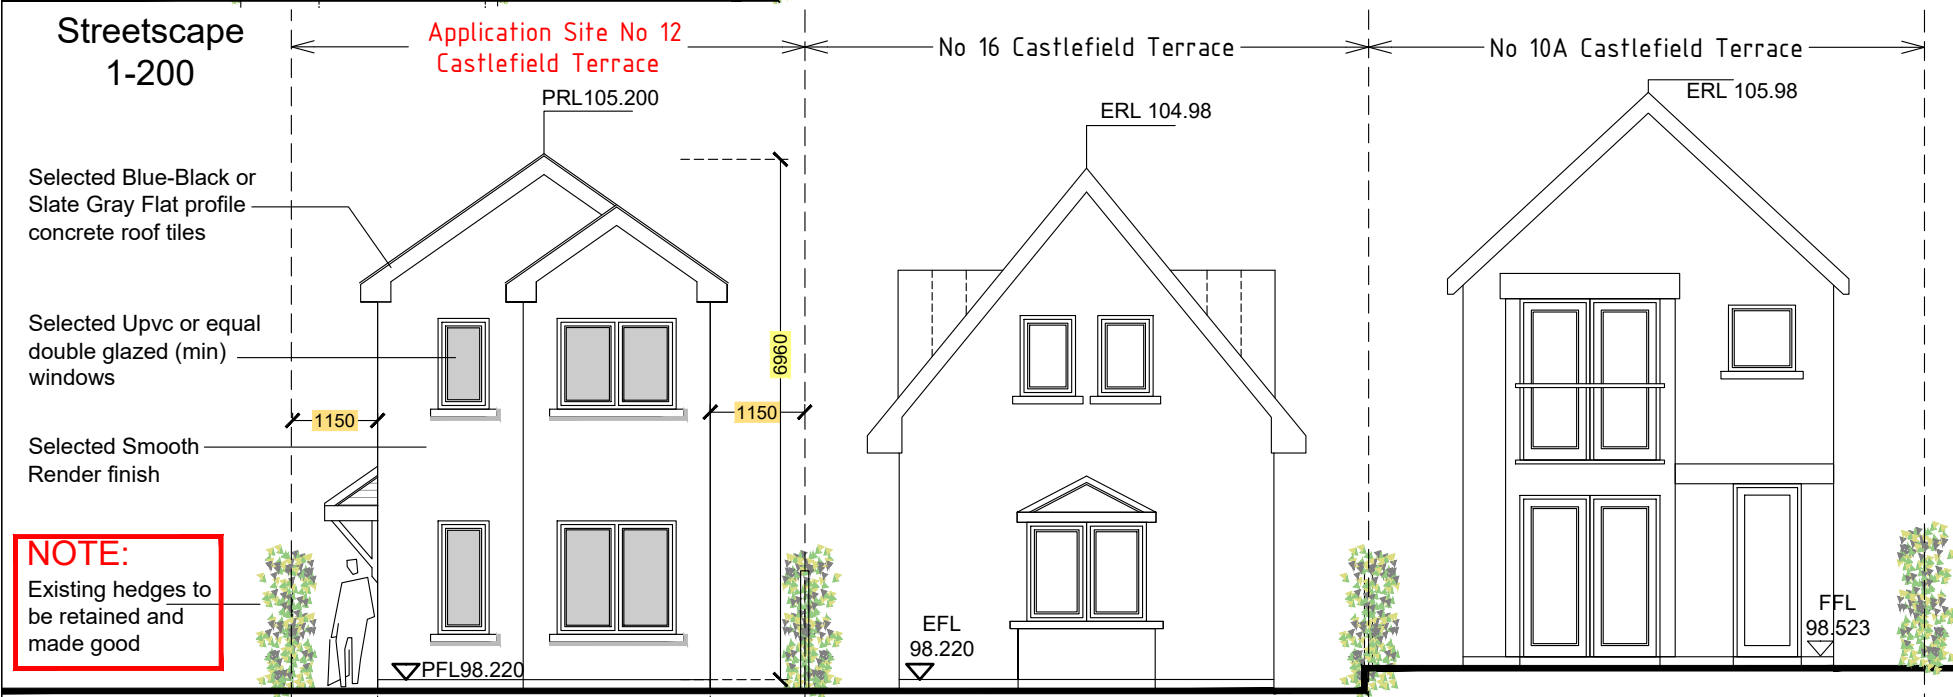 Streetscape
1-200
Application Site No 12
Castlefield Terrace
No 16 Castlefield Terrace
No 10A Castlefield Terrace
PRL105.200
ERL 104.98
ERL 105.98
Selected Blue-Black or
Slate Gray Flat profile
concrete roof tiles
Selected Upvc or equal
double glazed (min)
windows
6960
1150
1150
Selected Smooth
Render finish
NOTE:
Existing hedges to
be retained and
made good
PFL98.220
EFL
98.220
FFL
98.523